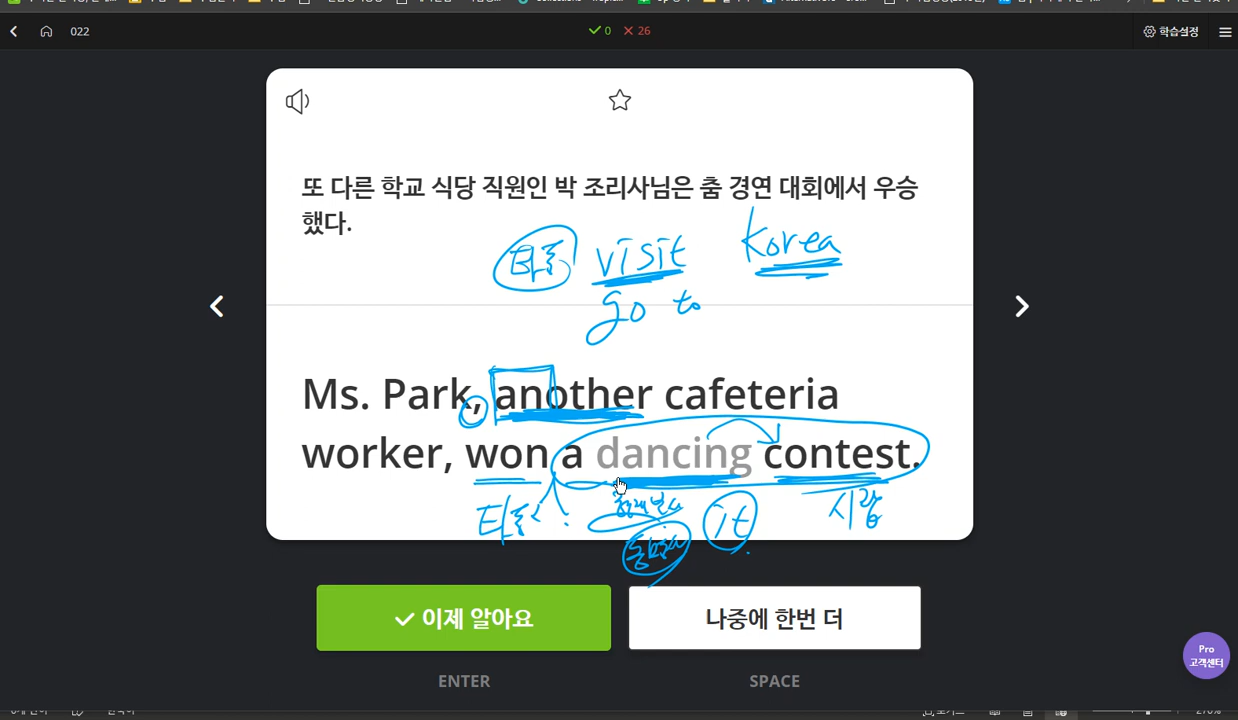 022
0
26
학습설정
또 다른 학교 식당 직원인 박 조리사님은 춤 경연 대회에서 우승
했다.
타동 visit Korea
go to
Ms. Park, another cafeteria
worker, won a dancing contest.
it
✓ 이제 알아요
나중에 한번 더
ENTER
SPACE
Pro
고객센터